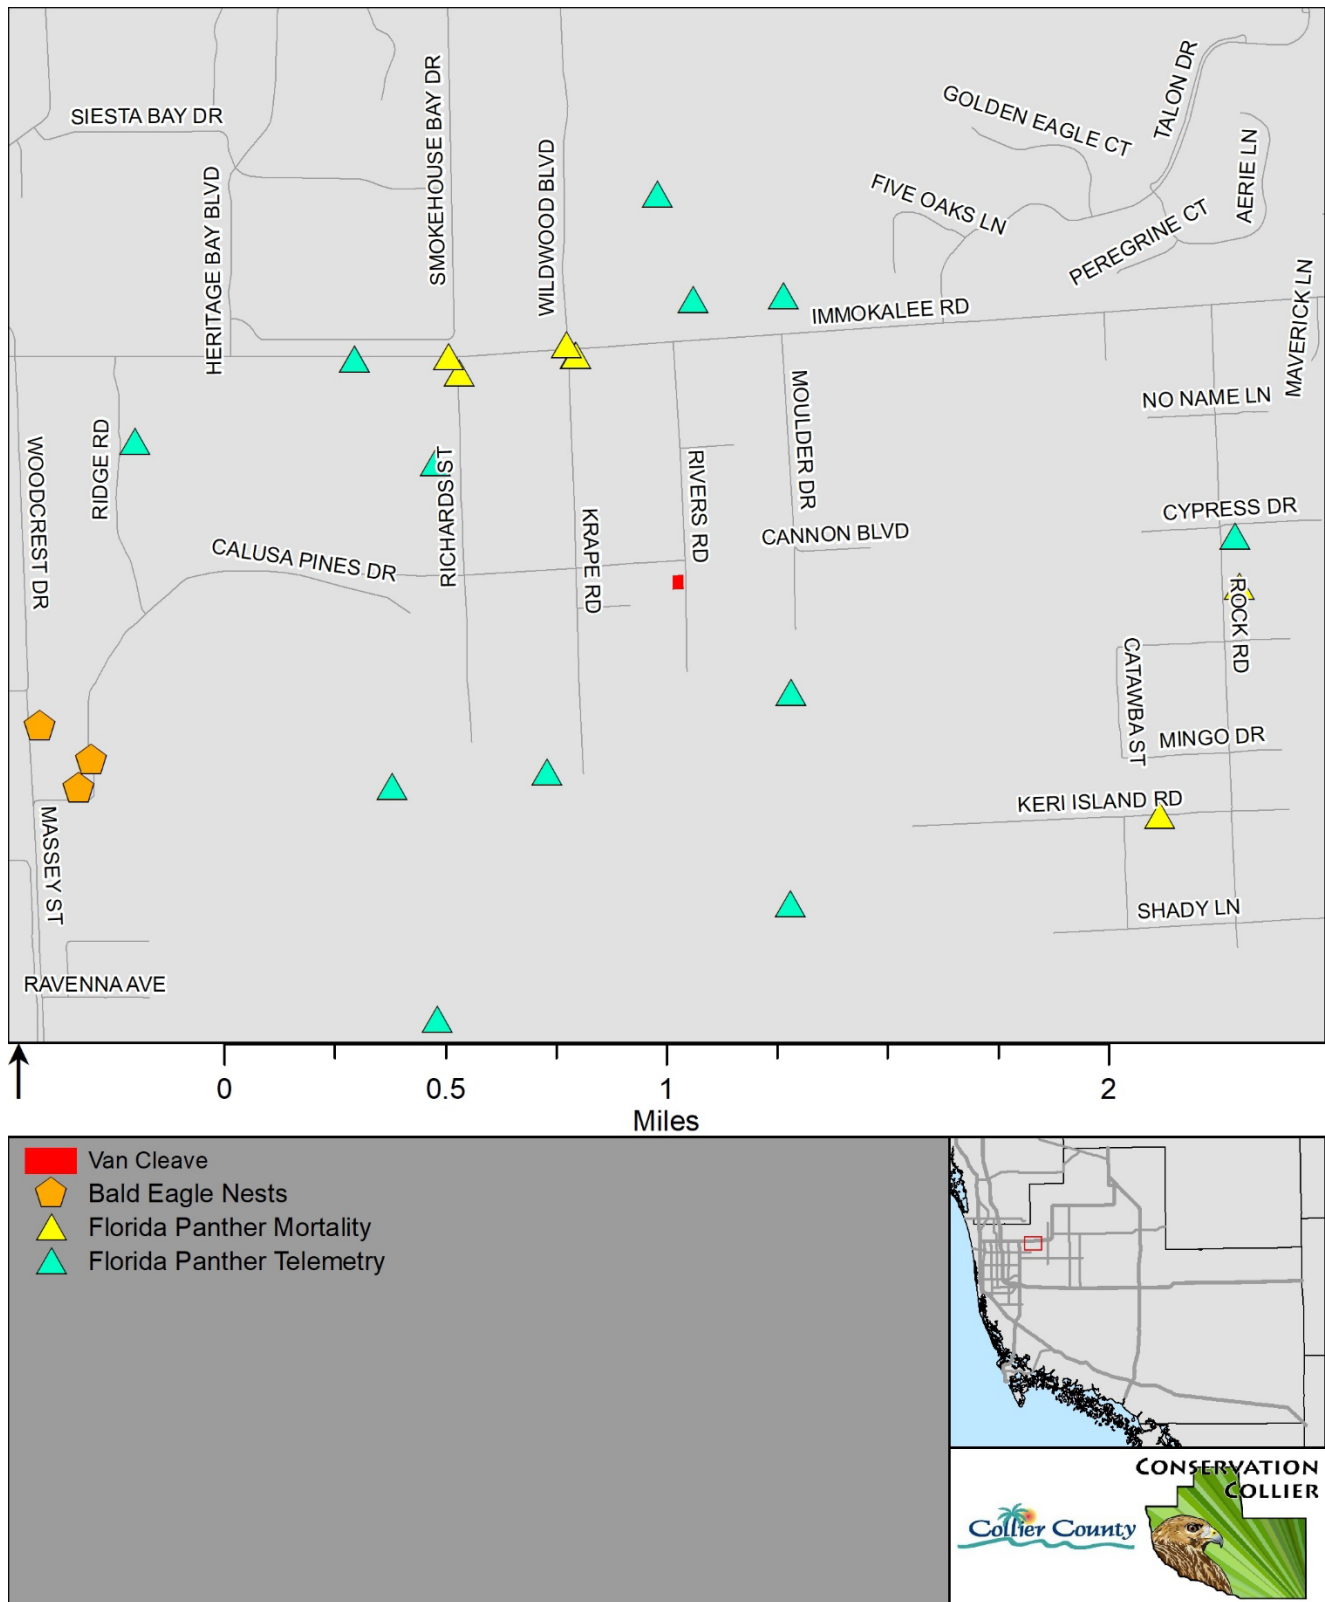 SIESTA BAY DR
HERITAGE BAY BLVD
SMOKEHOUSE BAY DR
WILDWOOD BLVD
GOLDEN EAGLE CT
TALON DR
FIVE OAKS LN
PEREGRINE CT
AERIE LN
IMMOKALEE RD
MAVERICK LN
WOODCREST DR
RIDGE RD
CALUSA PINES DR
RICHARDS ST
KRAPE RD
RIVERS RD
MOULDER DR
CANNON BLVD
NO NAME LN
CYPRESS DR
ROCK RD
CATAWBA ST
MINGO DR
KERI ISLAND RD
SHADY LN
MASSEY ST
RAVENNA AVE
0 0.5 1 2
Miles
Van Cleave
Bald Eagle Nests
Florida Panther Mortality
Florida Panther Telemetry
CONSERVATION
COLLIER
Collier County